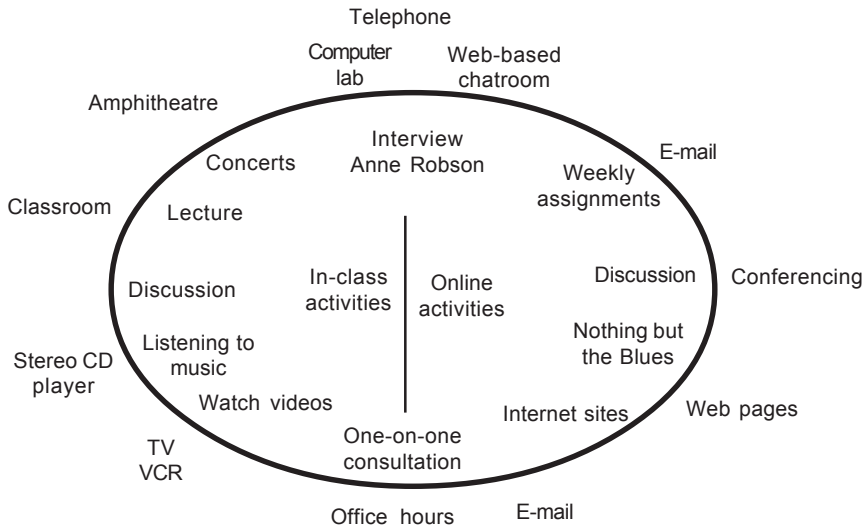 Telephone
Computer
lab
Web-based
chatroom
Amphitheatre
Interview
Anne Robson
E-mail
Concerts
Weekly
assignments
Classroom
Lecture
In-class
activities
Online
activities
Discussion
Discussion
Conferencing
Listening to
music
Nothing but
the Blues
Stereo CD
player
Watch videos
Internet sites
Web pages
One-on-one
consultation
TV
VCR
Office hours
E-mail